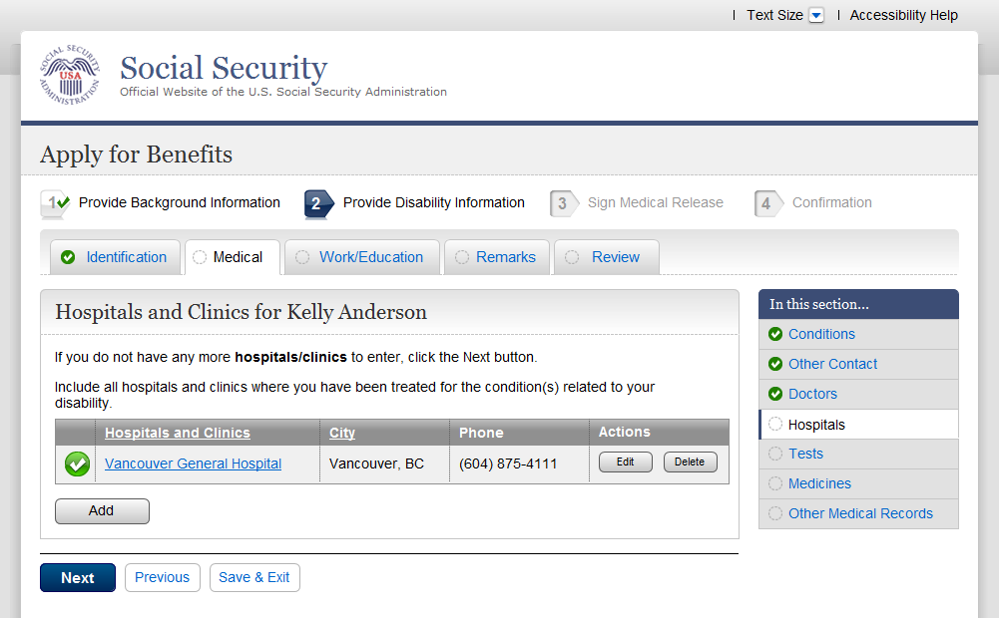 Text Size
Accessibility Help
SOCIAL SECURITY ADMINISTRATION
USA
Social Security
Official Website of the U.S. Social Security Administration
Apply for Benefits
1 Provide Background Information
2 Provide Disability Information
3 Sign Medical Release
4 Confirmation
Identification
Medical
Work/Education
Remarks
Review
Hospitals and Clinics for Kelly Anderson
If you do not have any more hospitals/clinics to enter, click the Next button.
Include all hospitals and clinics where you have been treated for the condition(s) related to your
disability.
Hospitals and Clinics City Phone Actions
Vancouver General Hospital Vancouver, BC (604) 875-4111 Edit Delete
Add
Next Previous Save & Exit
In this section...
Conditions
Other Contact
Doctors
Hospitals
Tests
Medicines
Other Medical Records